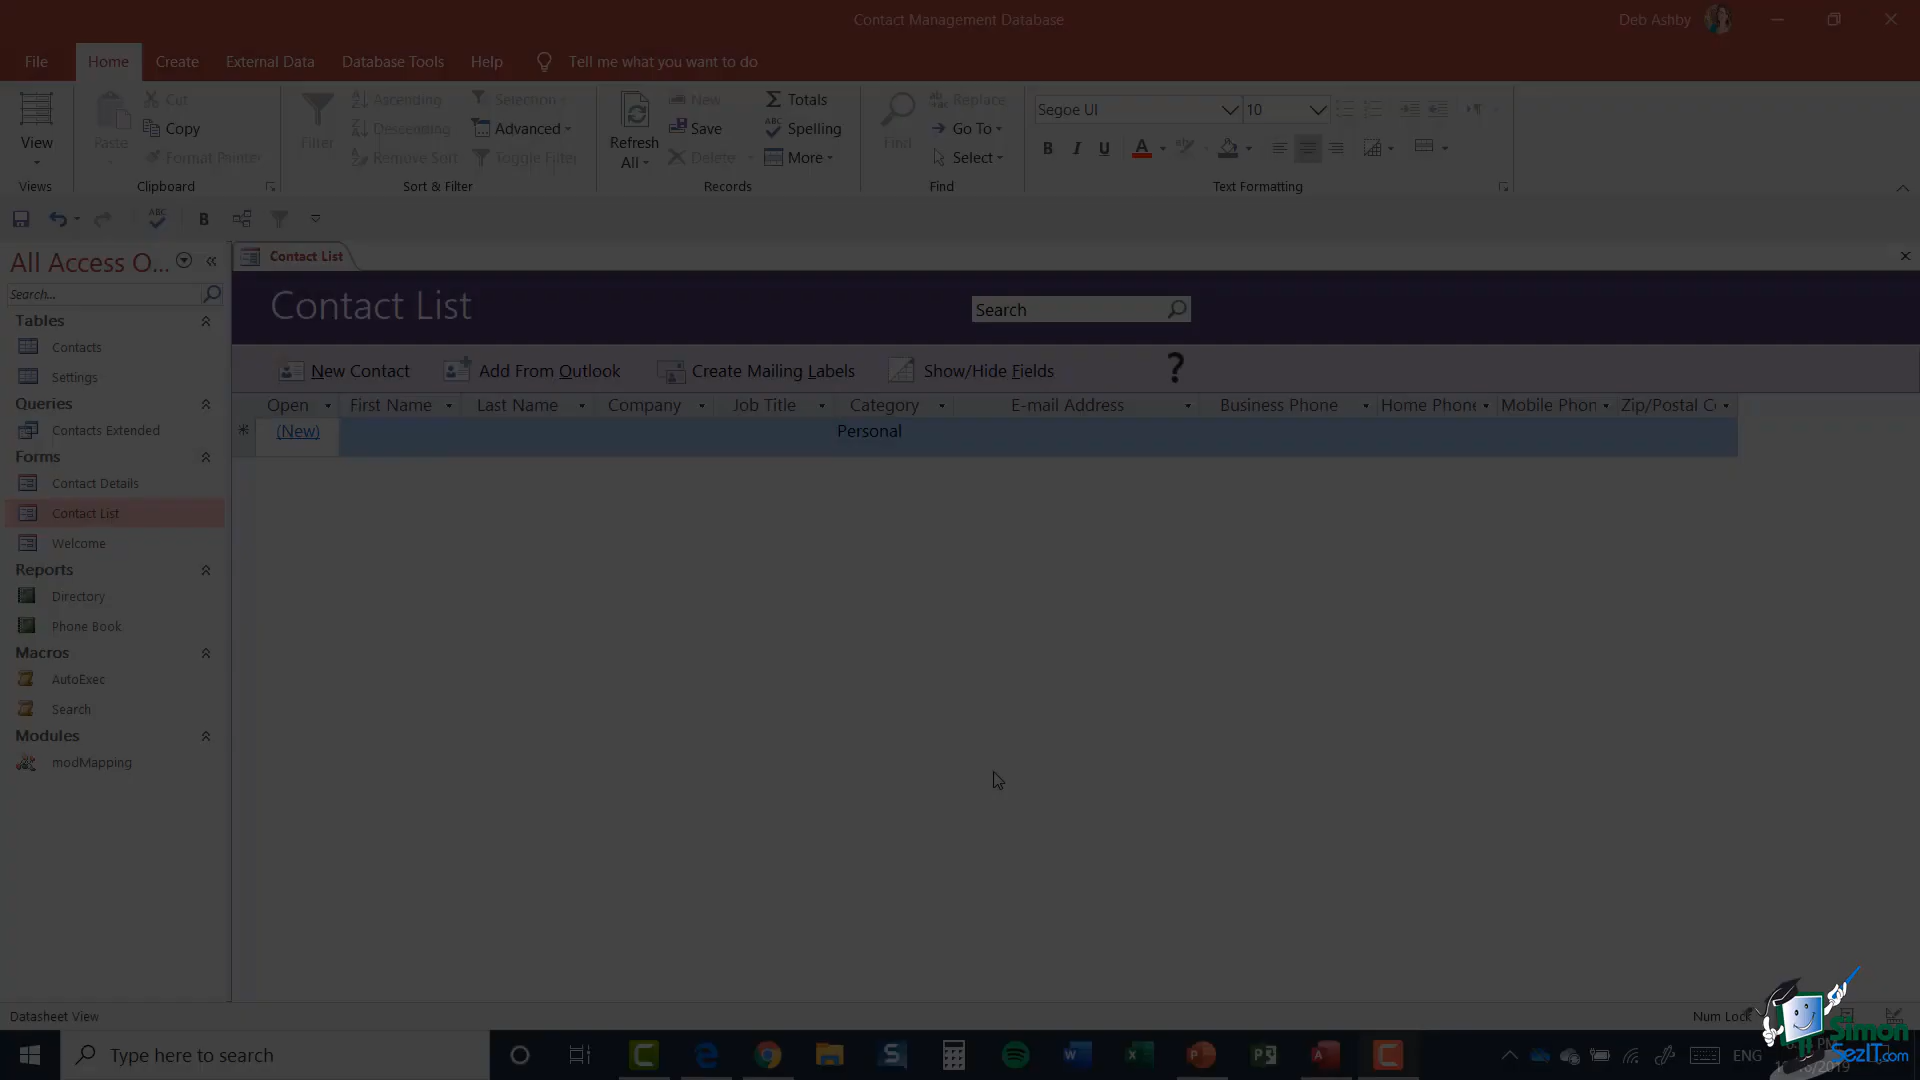 Contact Management Database
Deb Ashby
File Home Create External Data Database Tools Help Tell me what you want to do
View
Views
Paste
Cut
Copy
Format Painter
Clipboard
Filter
Ascending
Descending
Remove Sort
Selection
Advanced
Toggle Filter
Sort & Filter
Refresh
All
New
Save
Delete
Totals
Spelling
More
Records
Find
Replace
Go To
Select
Find
Segoe UI
10
B I U A
Text Formatting
ABC
B
All Access O...
Search...
Tables
Contacts
Settings
Queries
Contacts Extended
Forms
Contact Details
Contact List
Welcome
Reports
Directory
Phone Book
Macros
AutoExec
Search
Modules
modMapping
Contact List
Contact List
Search
New Contact Add From Outlook Create Mailing Labels Show/Hide Fields ?
Open First Name Last Name Company Job Title Category E-mail Address Business Phone Home Phone Mobile Phon Zip/Postal C
(New) Personal
Datasheet View
Num Lock
Type here to search
ENG
Simon
SezIT.com